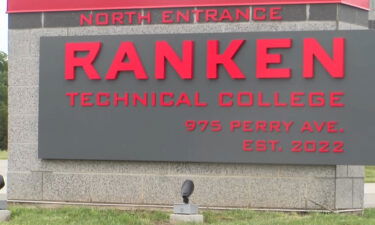 NORTH ENTRANCE
RANKEN
TECHNICAL COLLEGE
975 PERRY AVE.
EST. 2022